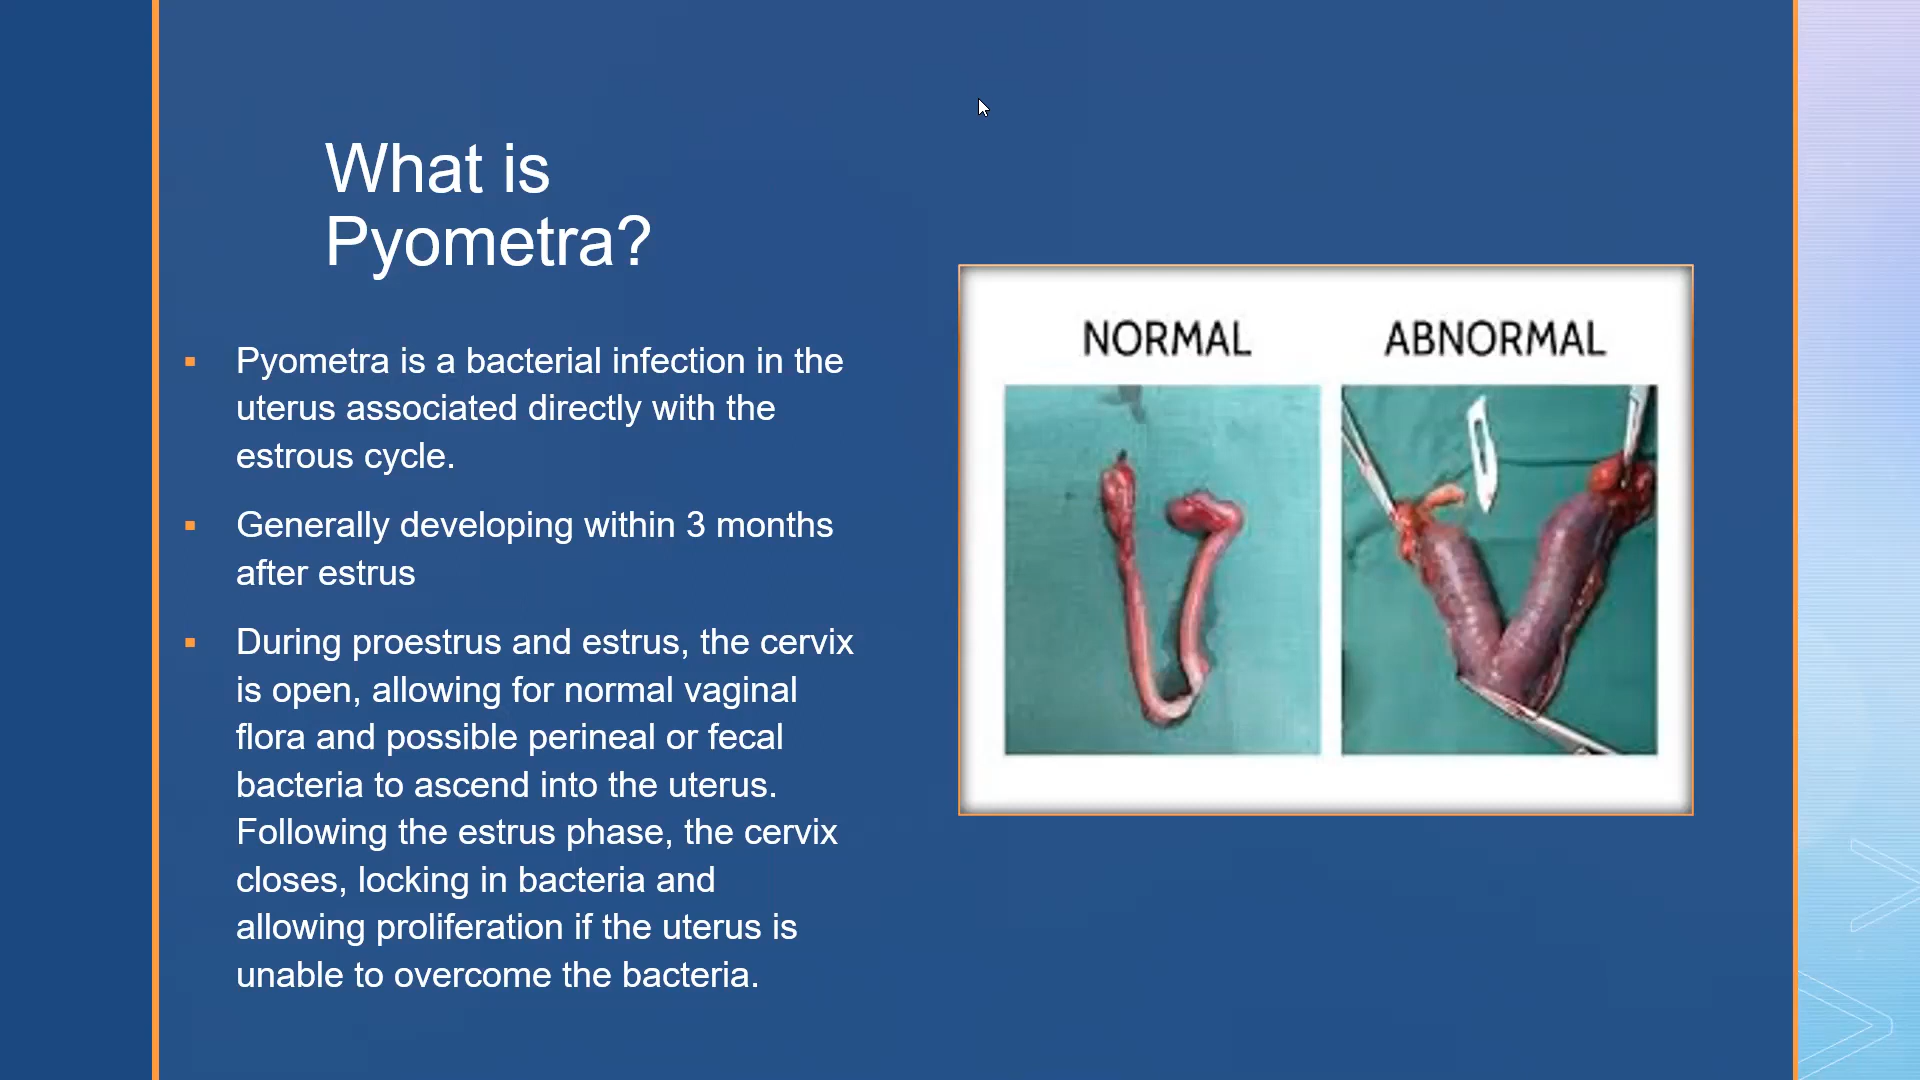 What is
Pyometra?
Pyometra is a bacterial infection in the
uterus associated directly with the
estrous cycle.
Generally developing within 3 months
after estrus
During proestrus and estrus, the cervix
is open, allowing for normal vaginal
flora and possible perineal or fecal
bacteria to ascend into the uterus.
Following the estrus phase, the cervix
closes, locking in bacteria and
allowing proliferation if the uterus is
unable to overcome the bacteria.
NORMAL
ABNORMAL